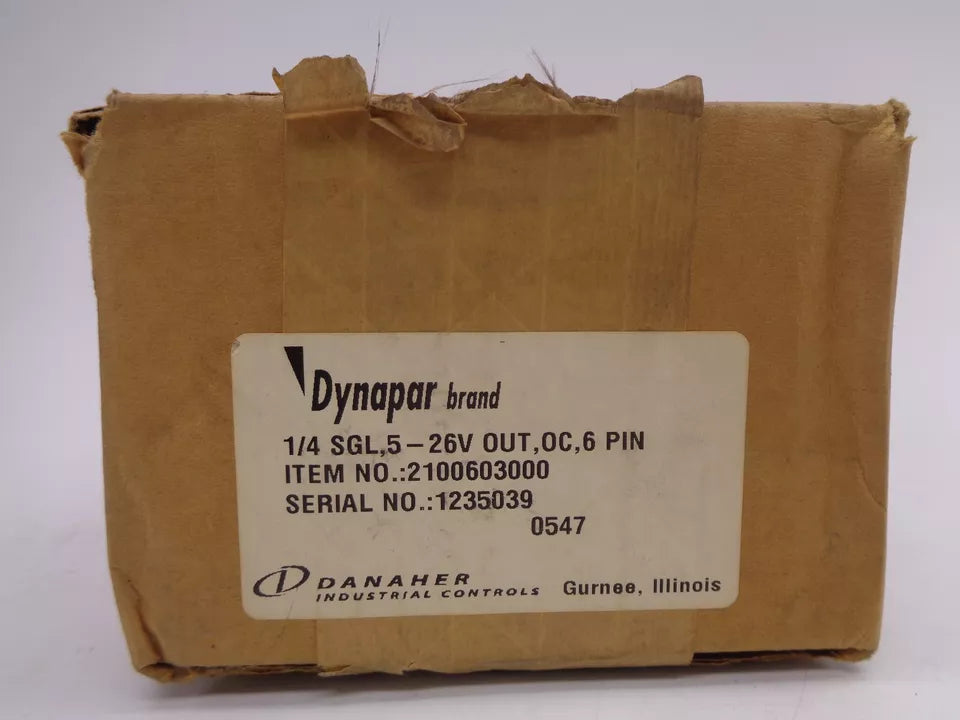 Dynapar brand
1/4 SGL,5-26V OUT,OC,6 PIN
ITEM NO.:2100603000
SERIAL NO.:1235039
0547
DANAHER
INDUSTRIAL CONTROLS Gurnee, Illinois